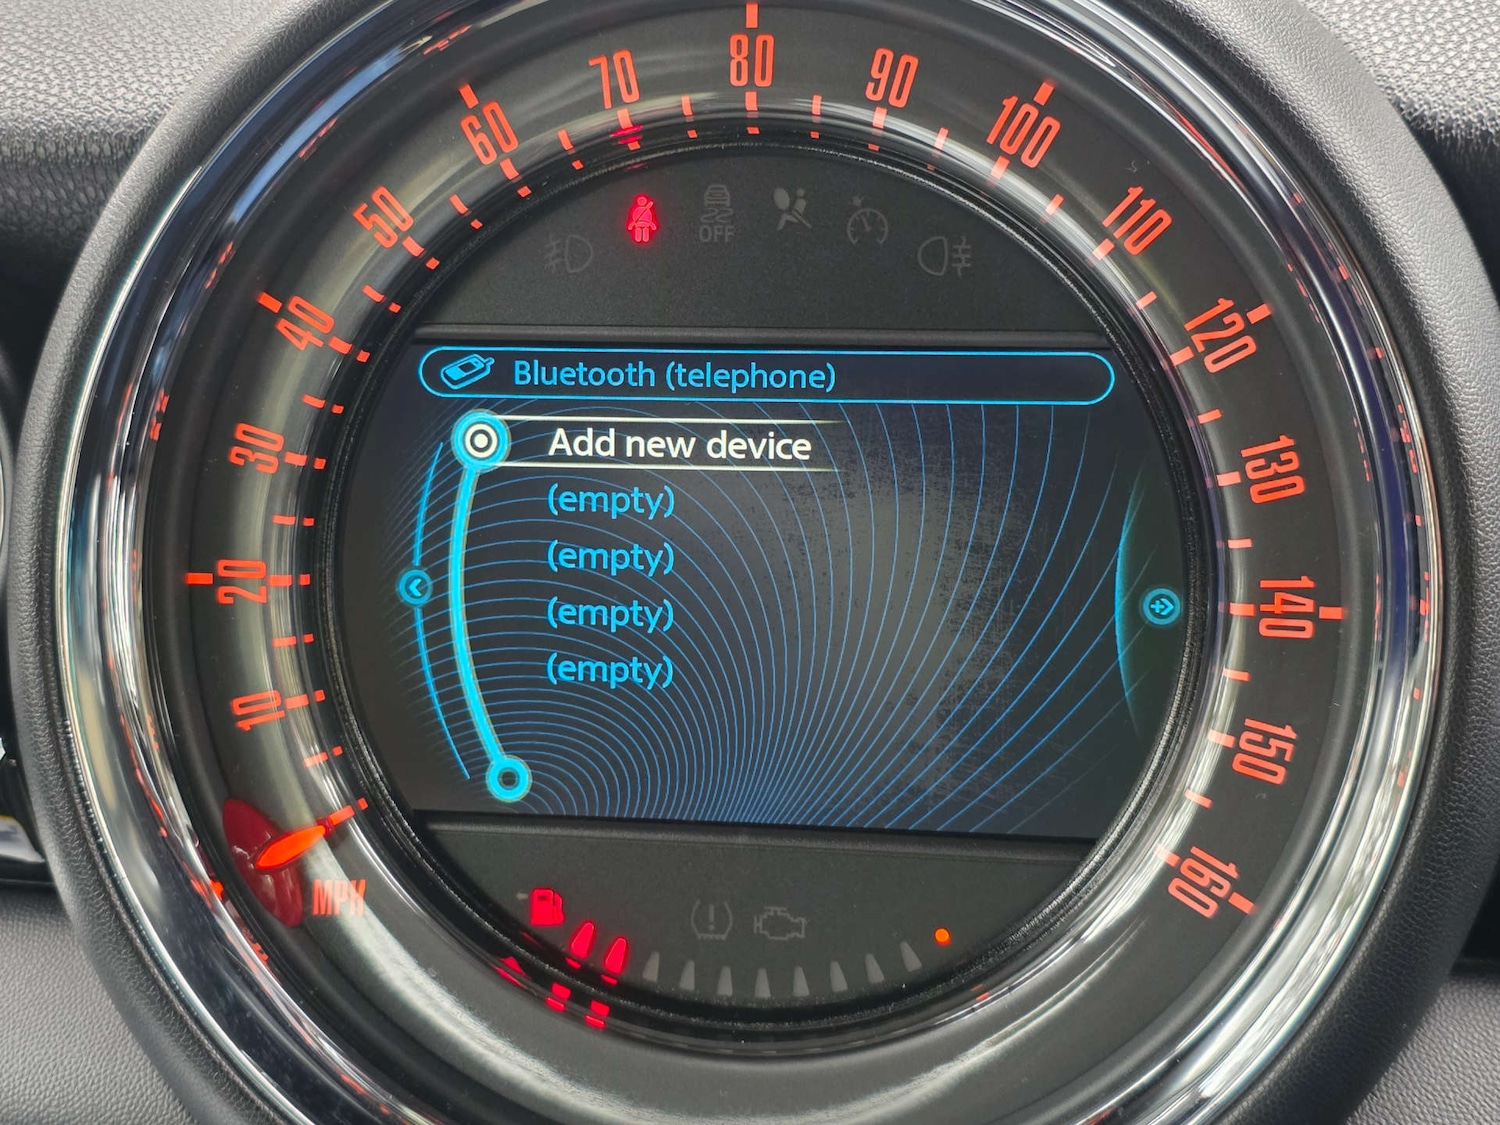 10
20
30
40
50
60
70
80
90
100
110
120
130
140
150
160
MPH
OFF
Bluetooth (telephone)
Add new device
(empty)
(empty)
(empty)
(empty)